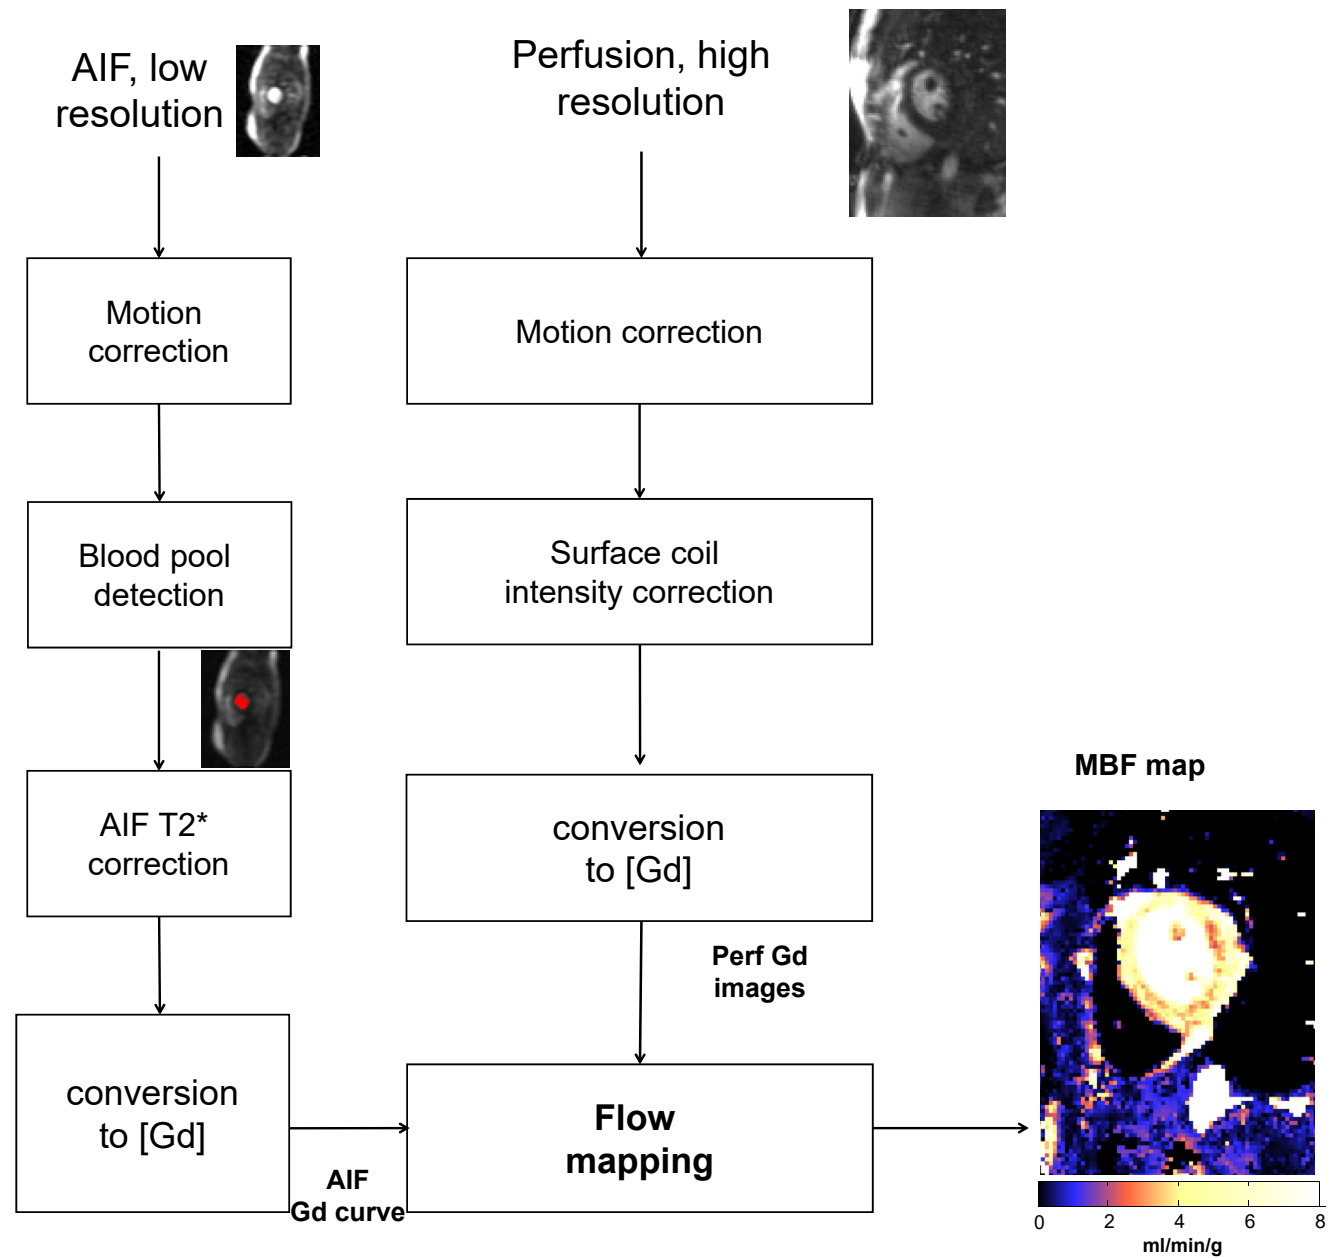 AIF, low
resolution
Perfusion, high
resolution
Motion
correction
Motion correction
Blood pool
detection
Surface coil
intensity correction
AIF T2*
correction
conversion
to [Gd]
MBF map
Perf Gd
images
conversion
to [Gd]
AIF
Gd curve
Flow
mapping
0 2 4 6 8
ml/min/g